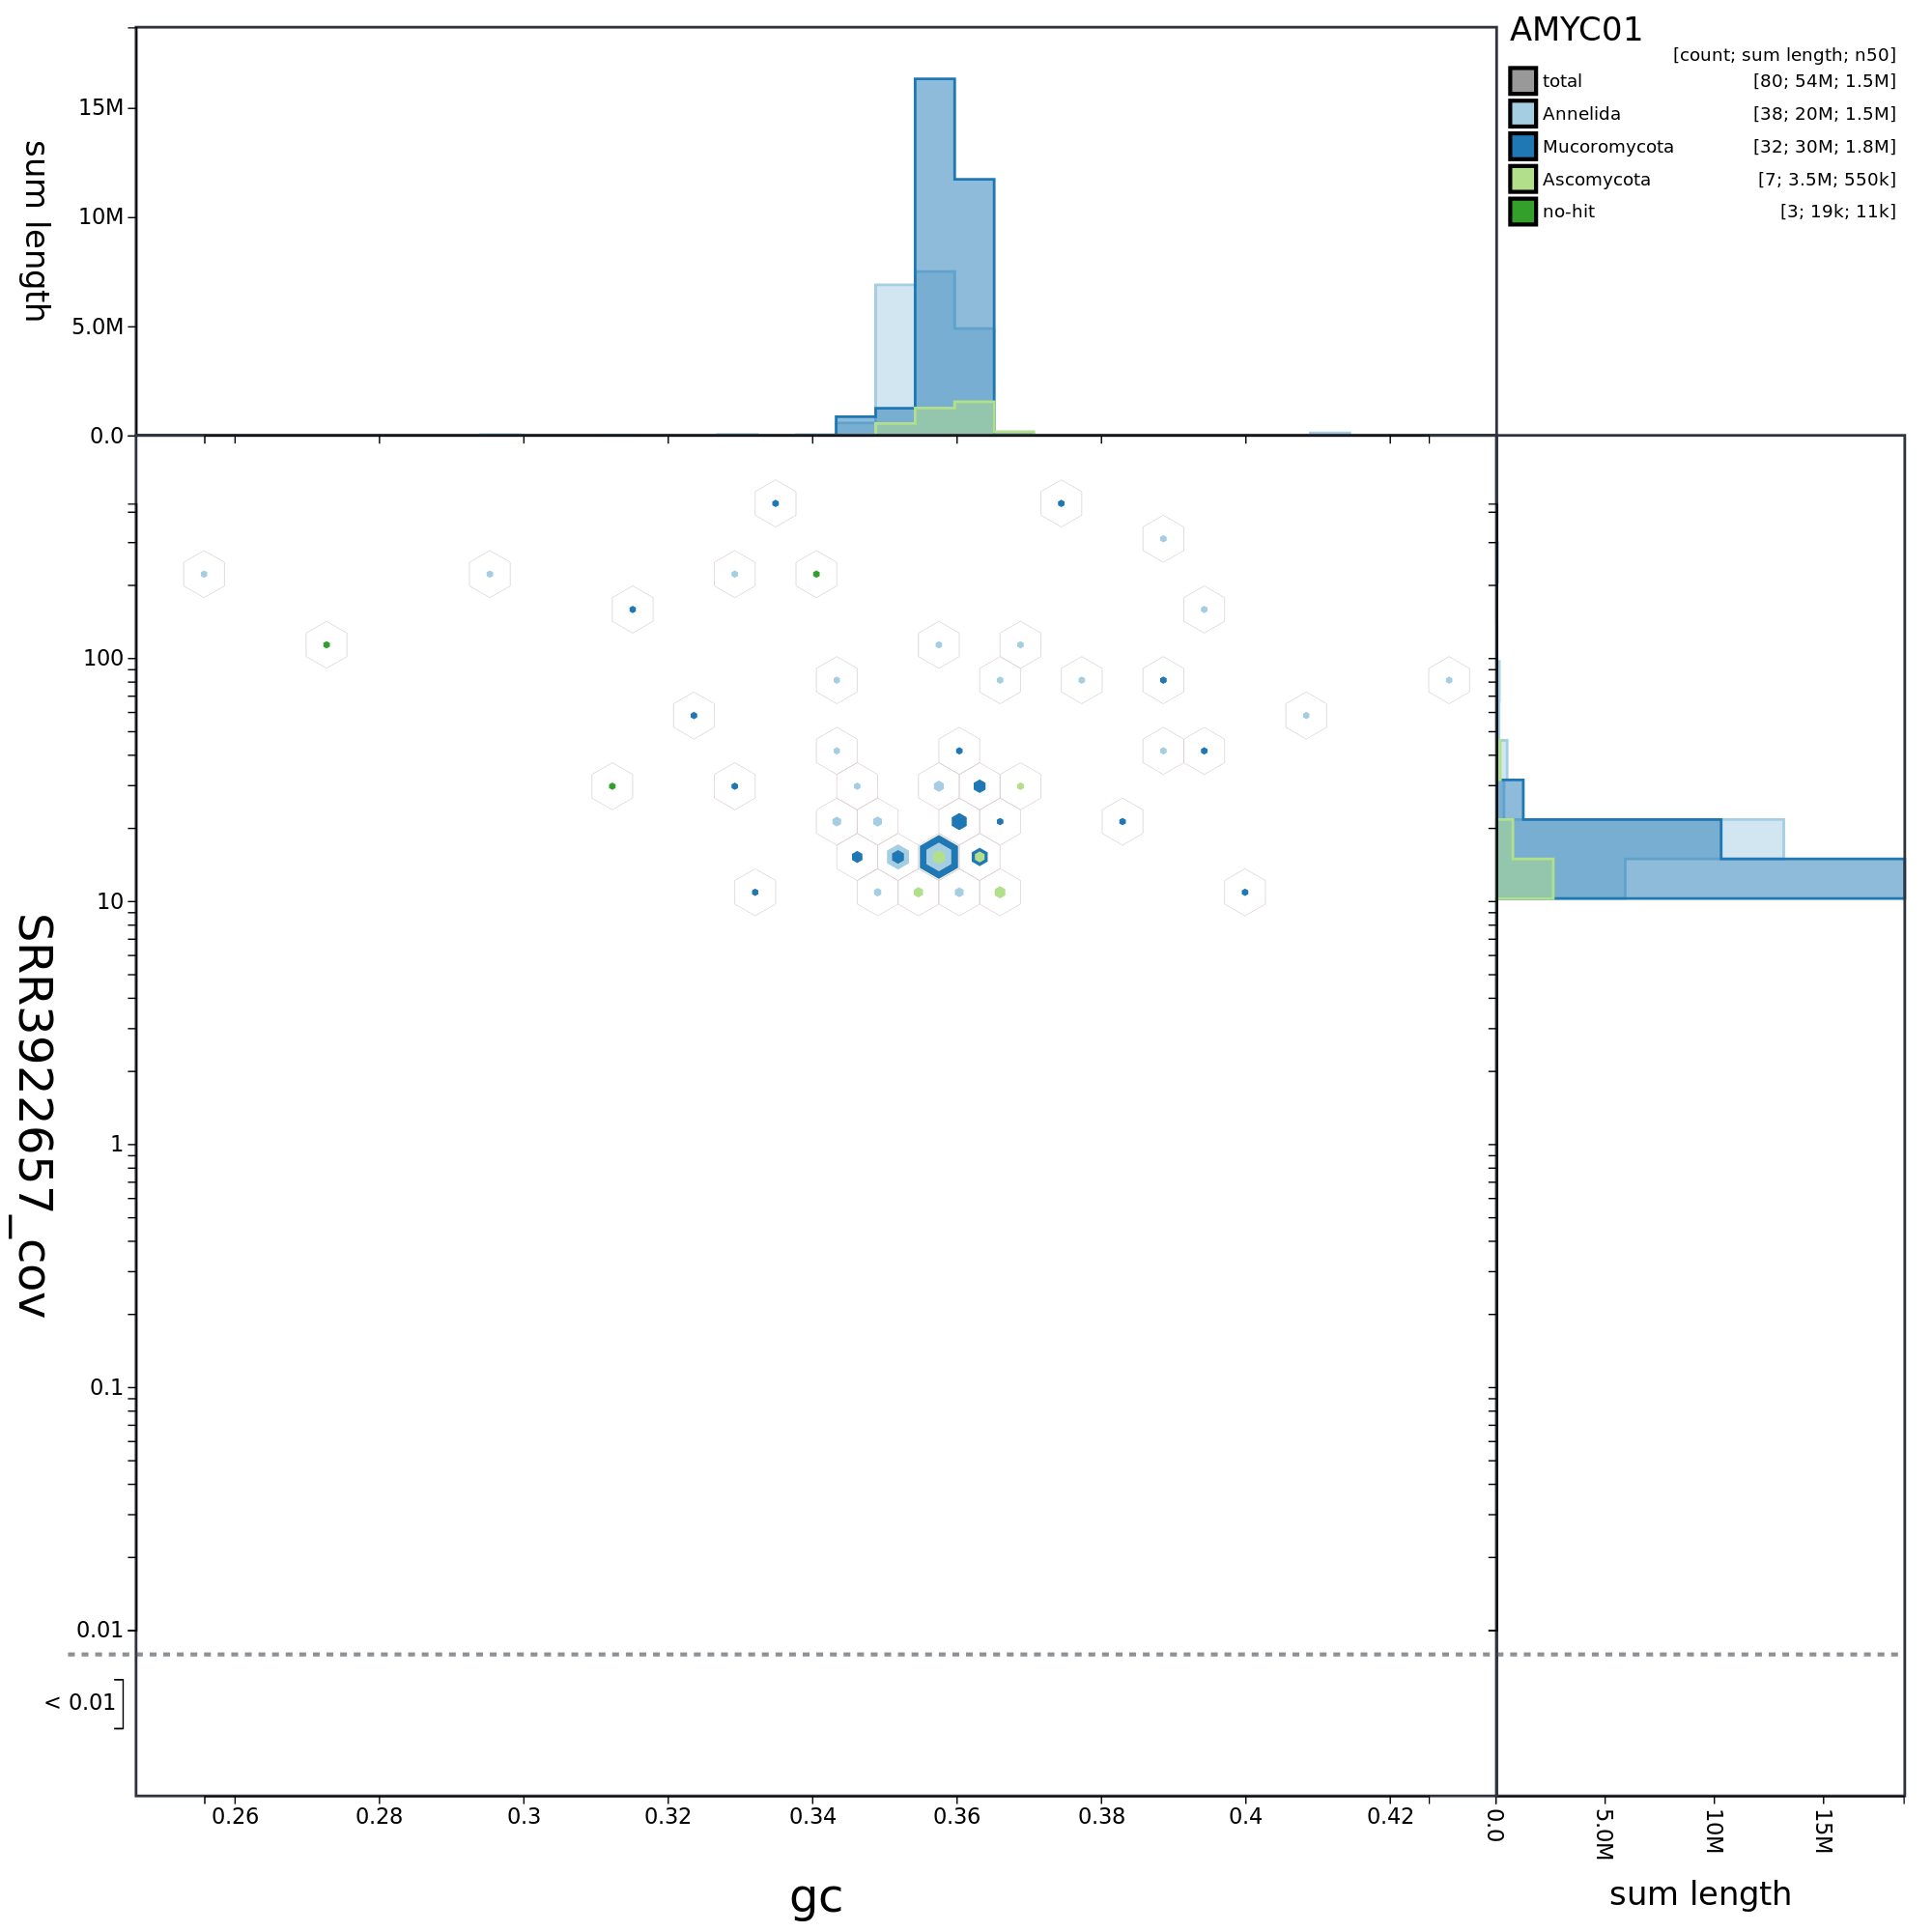 AMYC01
[count; sum length; n50]
total [80; 54M; 1.5M]
Annelida [38; 20M; 1.5M]
Mucoromycota [32; 30M; 1.8M]
Ascomycota [7; 3.5M; 550k]
no-hit [3; 19k; 11k]
sum length
15M
10M
5.0M
0.0
SRR3922657_cov
100
10
1
0.1
0.01
< 0.01
0.26 0.28 0.3 0.32 0.34 0.36 0.38 0.4 0.42
gc
0.0 5.0M 10M 15M
sum length